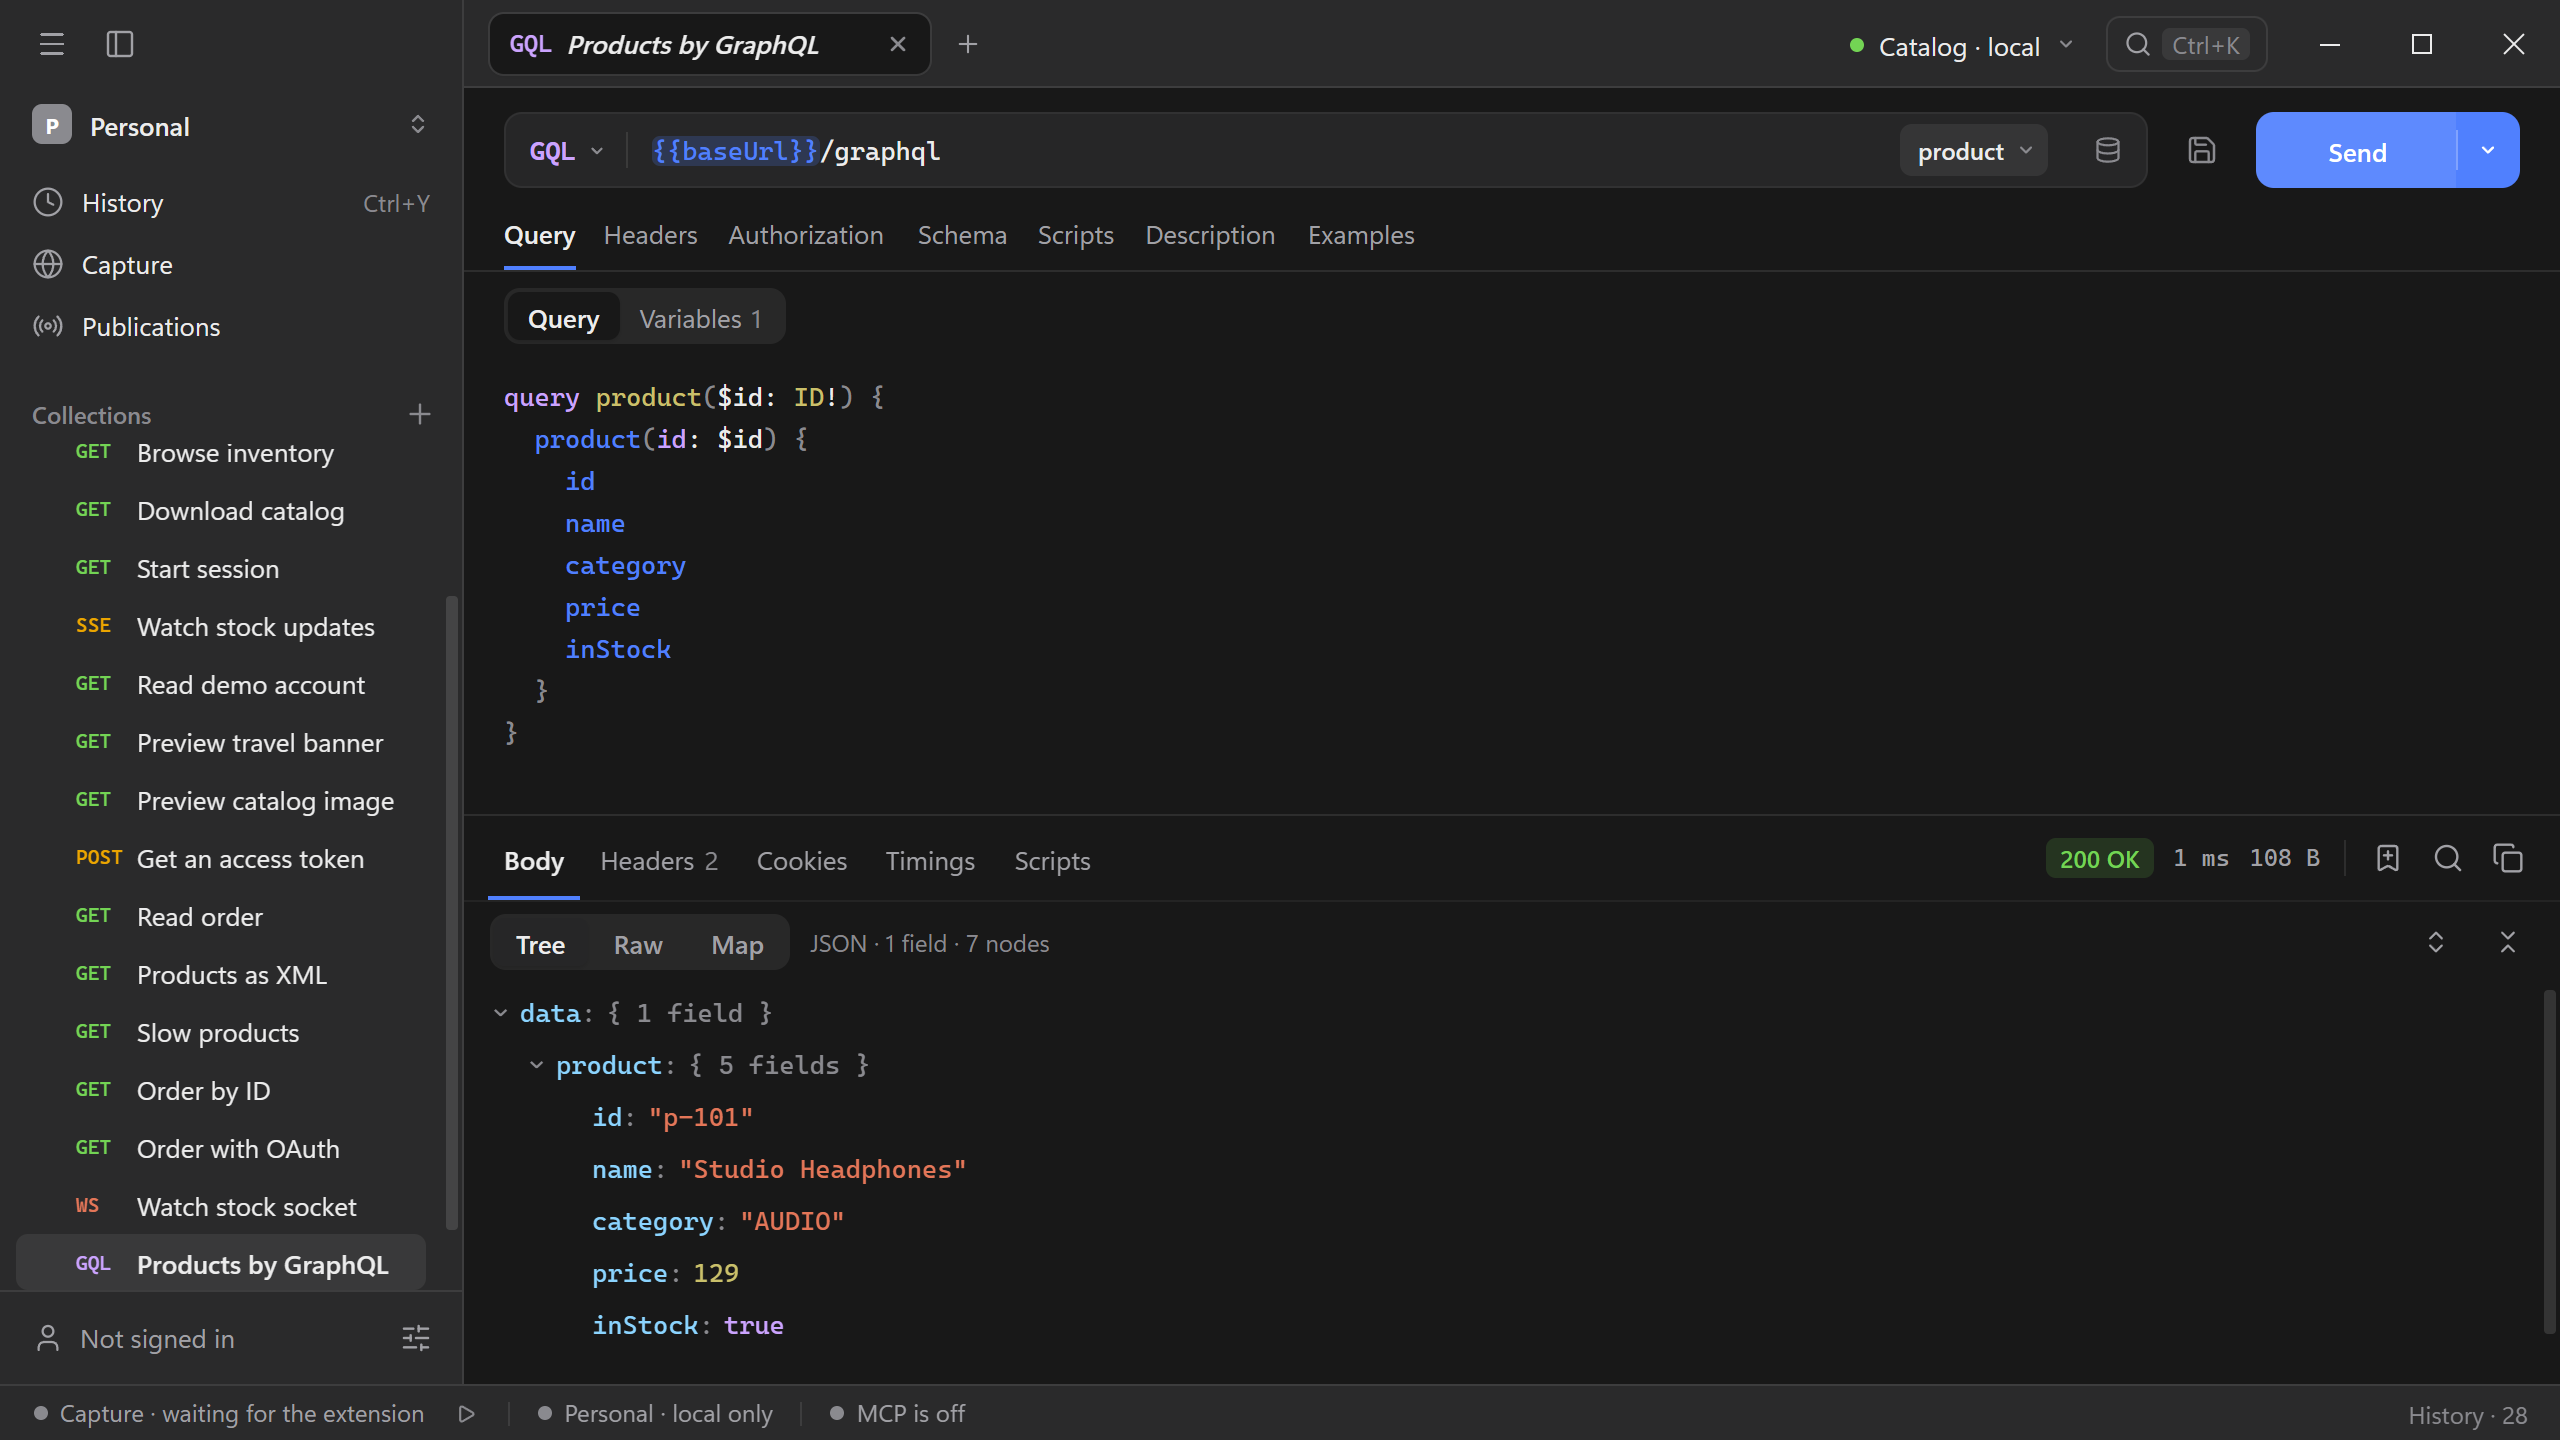 GQL Products by GraphQL
Catalog · local
Ctrl+K
P Personal
History Ctrl+Y
Capture
Publications
Collections
GET Browse inventory
GET Download catalog
GET Start session
SSE Watch stock updates
GET Read demo account
GET Preview travel banner
GET Preview catalog image
POST Get an access token
GET Read order
GET Products as XML
GET Slow products
GET Order by ID
GET Order with OAuth
WS Watch stock socket
GQL Products by GraphQL
Not signed in
GQL {{baseUrl}}/graphql product Send
Query Headers Authorization Schema Scripts Description Examples
Query Variables 1
query product($id: ID!) {
product(id: $id) {
id
name
category
price
inStock
}
}
Body Headers 2 Cookies Timings Scripts 200 OK 1 ms 108 B
Tree Raw Map JSON · 1 field · 7 nodes
data: { 1 field }
product: { 5 fields }
id: "p-101"
name: "Studio Headphones"
category: "AUDIO"
price: 129
inStock: true
Capture · waiting for the extension Personal · local only MCP is off History · 28